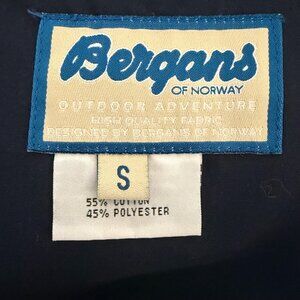 Bergans
OF NORWAY
OUTDOOR ADVENTURE
HIGH QUALITY FABRIC
DESIGNED BY BERGANS OF NORWAY
S
55% COTTON
45% POLYESTER